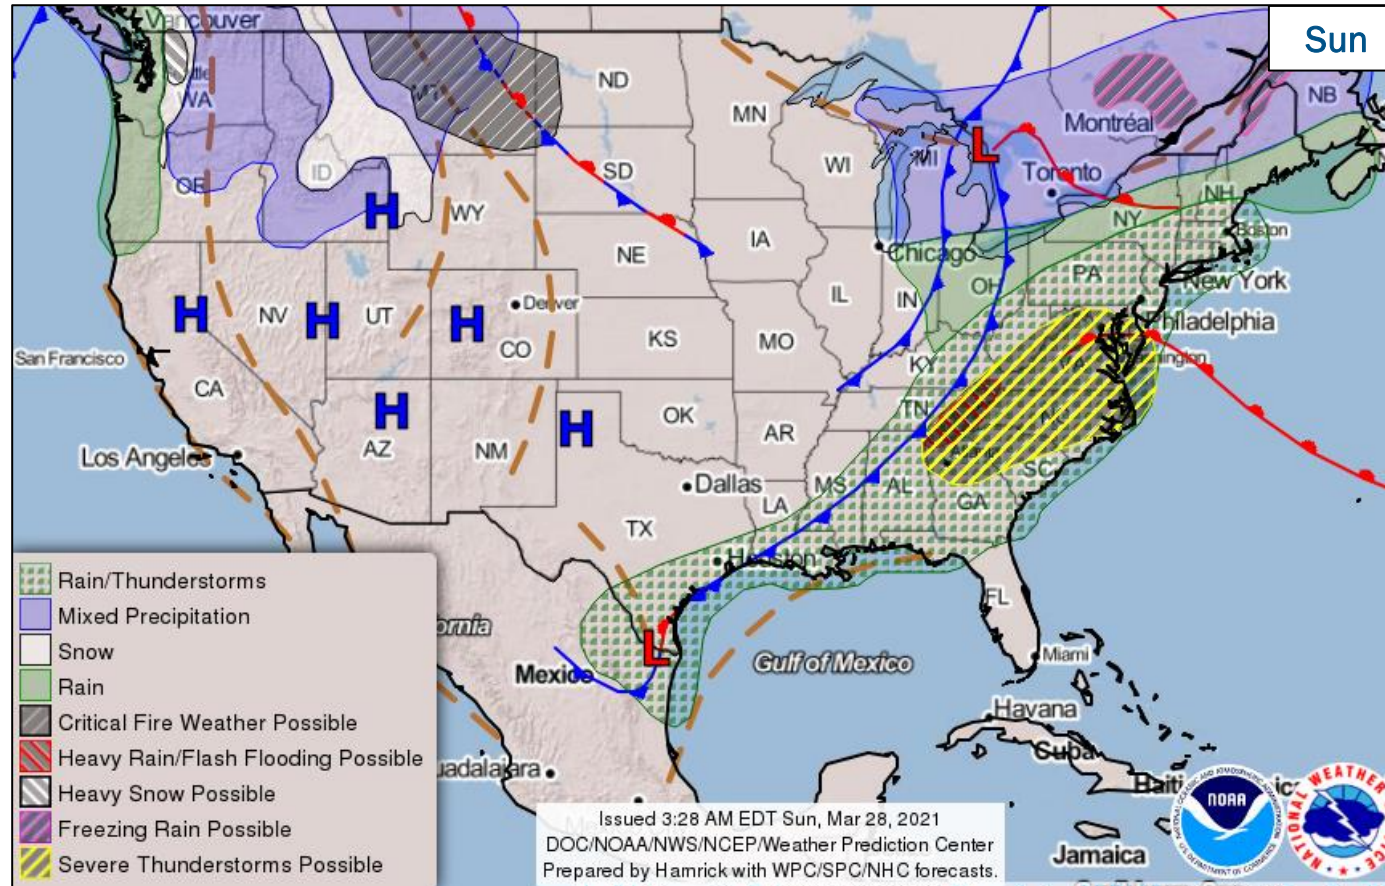 Sun
Vancouver
WA
MT
ND
MN
Montréal
NB
OR
ID
SD
WI
MI
L
Toronto
H
WY
NH
NY
Boston
NE
IA
Chicago
PA
New York
H
NV
H
UT
H
Denver
IL
IN
OH
Philadelphia
San Francisco
CO
KS
MO
KY
CA
H
H
OK
AR
TN
NC
Los Angeles
AZ
NM
Atlanta
SC
Dallas
LA
MS
AL
GA
TX
Houston
FL
L
Mexico
Gulf of Mexico
Miami
Havana
Cuba
Jamaica
Rain/Thunderstorms
Mixed Precipitation
Snow
Rain
Critical Fire Weather Possible
Heavy Rain/Flash Flooding Possible
Heavy Snow Possible
Freezing Rain Possible
Severe Thunderstorms Possible
Issued 3:28 AM EDT Sun, Mar 28, 2021
DOC/NOAA/NWS/NCEP/Weather Prediction Center
Prepared by Hamrick with WPC/SPC/NHC forecasts.
NOAA